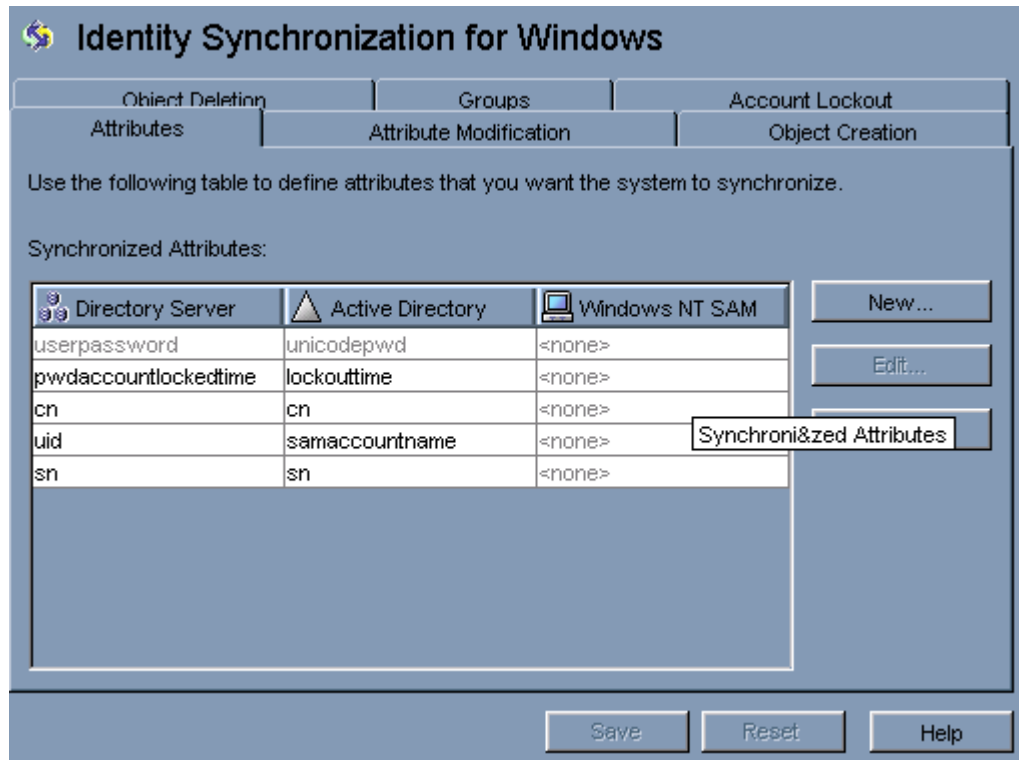 Identity Synchronization for Windows
Object Deletion Groups Account Lockout
Attributes Attribute Modification Object Creation
Use the following table to define attributes that you want the system to synchronize.
Synchronized Attributes:
Directory Server Active Directory Windows NT SAM
New...
userpassword unicodepwd <none>
Edit...
pwdaccountlockedtime lockouttime <none>
cn cn <none>
uid samaccountname
Synchroni&zed Attributes
sn sn <none>
Save Reset Help